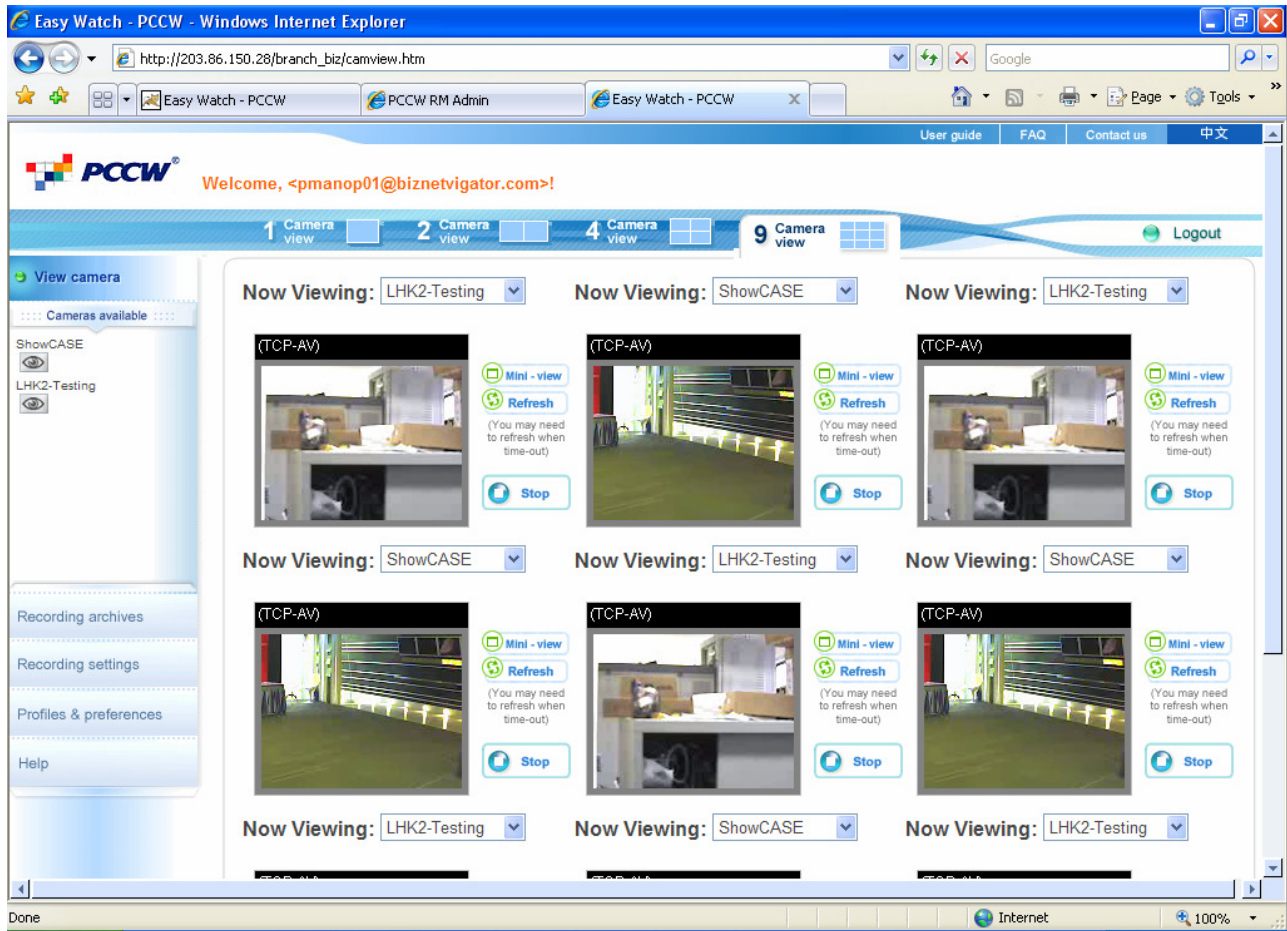 Easy Watch - PCCW - Windows Internet Explorer
http://203.86.150.28/branch_biz/camview.htm
Google
Easy Watch - PCCW
PCCW RM Admin
Easy Watch - PCCW
Page
Tools
User guide
FAQ
Contact us
中文
PCCW®
Welcome, <pmanop01@biznetvigator.com>!
1 Camera view
2 Camera view
4 Camera view
9 Camera view
Logout
View camera
:::: Cameras available ::::
ShowCASE
LHK2-Testing
Recording archives
Recording settings
Profiles & preferences
Help
Now Viewing: LHK2-Testing
Now Viewing: ShowCASE
Now Viewing: LHK2-Testing
(TCP-AV)
Mini - view
Refresh
(You may need
to refresh when
time-out)
Stop
(TCP-AV)
Mini - view
Refresh
(You may need
to refresh when
time-out)
Stop
(TCP-AV)
Mini - view
Refresh
(You may need
to refresh when
time-out)
Stop
Now Viewing: ShowCASE
Now Viewing: LHK2-Testing
Now Viewing: ShowCASE
(TCP-AV)
Mini - view
Refresh
(You may need
to refresh when
time-out)
Stop
(TCP-AV)
Mini - view
Refresh
(You may need
to refresh when
time-out)
Stop
(TCP-AV)
Mini - view
Refresh
(You may need
to refresh when
time-out)
Stop
Now Viewing: LHK2-Testing
Now Viewing: ShowCASE
Now Viewing: LHK2-Testing
Done
Internet
100%